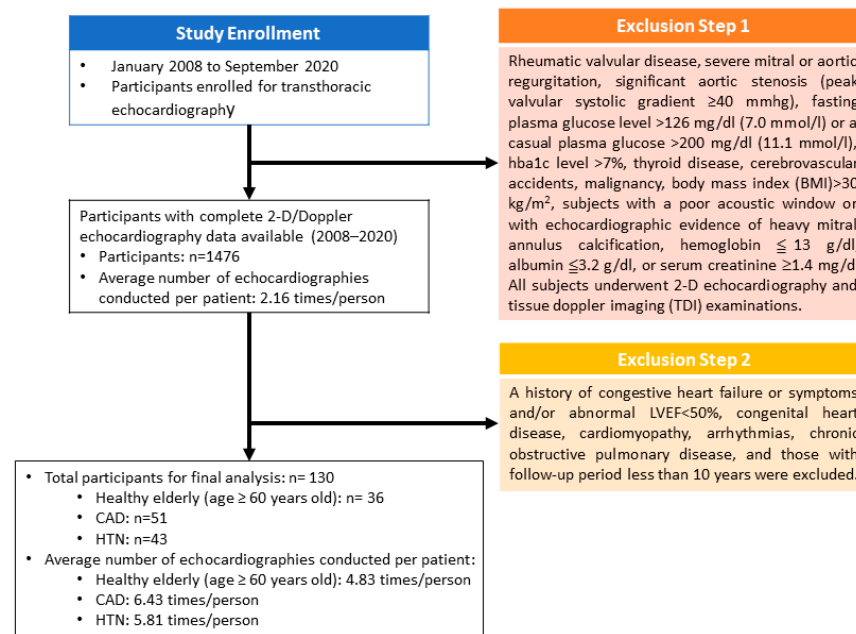 Study Enrollment
• January 2008 to September 2020
• Participants enrolled for transthoracic
echocardiography
Exclusion Step 1
Rheumatic valvular disease, severe mitral or aortic
regurgitation, significant aortic stenosis (peak
valvular systolic gradient ≥40 mmhg), fasting
plasma glucose level >126 mg/dl (7.0 mmol/l) or a
casual plasma glucose >200 mg/dl (11.1 mmol/l),
hba1c level >7%, thyroid disease, cerebrovascular
accidents, malignancy, body mass index (BMI)>30
kg/m², subjects with a poor acoustic window or
with echocardiographic evidence of heavy mitral
annulus calcification, hemoglobin ≦ 13 g/dl,
albumin ≦3.2 g/dl, or serum creatinine ≥1.4 mg/dl
All subjects underwent 2-D echocardiography and
tissue doppler imaging (TDI) examinations.
Participants with complete 2-D/Doppler
echocardiography data available (2008–2020)
• Participants: n=1476
• Average number of echocardiographies
conducted per patient: 2.16 times/person
Exclusion Step 2
A history of congestive heart failure or symptoms
and/or abnormal LVEF<50%, congenital heart
disease, cardiomyopathy, arrhythmias, chronic
obstructive pulmonary disease, and those with
follow-up period less than 10 years were excluded.
• Total participants for final analysis: n= 130
• Healthy elderly (age ≥ 60 years old): n= 36
• CAD: n=51
• HTN: n=43
• Average number of echocardiographies conducted per patient:
• Healthy elderly (age ≥ 60 years old): 4.83 times/person
• CAD: 6.43 times/person
• HTN: 5.81 times/person